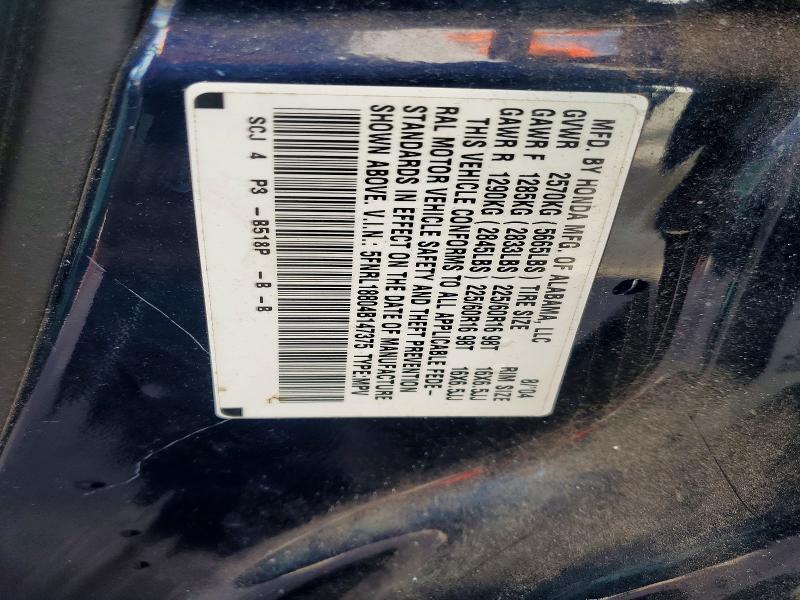 MFD. BY HONDA MFG. OF ALABAMA, LLC 8/04
GVWR 2570KG (5665LBS) TIRE SIZE RIM SIZE
GAWR F 1285KG (2833LBS) 225/60R16 98T 16X6.5JJ
GAWR R 1290KG (2845LBS) 225/60R16 98T 16X6.5JJ
THIS VEHICLE CONFORMS TO ALL APPLICABLE FEDE-
RAL MOTOR VEHICLE SAFETY AND THEFT PREVENTION
STANDARDS IN EFFECT ON THE DATE OF MANUFACTURE
SHOWN ABOVE. V.I.N.: 5FNRL18804B147375 TYPE:MPV
SCJ 4 P3 -B518P -B -B